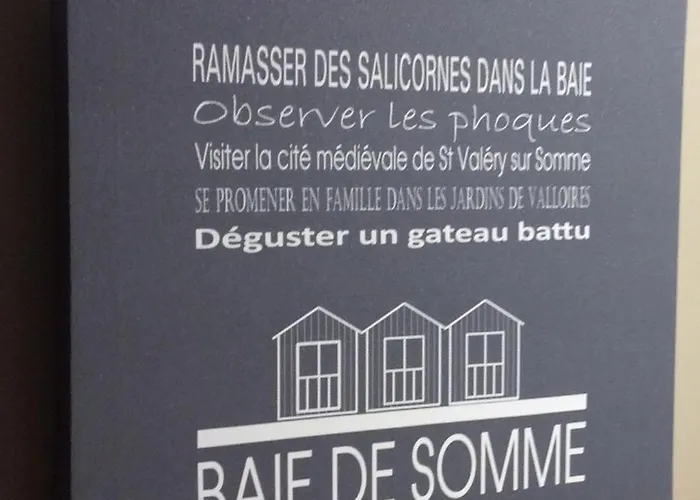 RAMASSER DES SALICORNES DANS LA BAIE
Observer les phoques
Visiter la cité médiévale de St Valéry sur Somme
SE PROMENER EN FAMILLE DANS LES JARDINS DE VALLOIRES
Déguster un gateau battu
BAIE DE SOMME